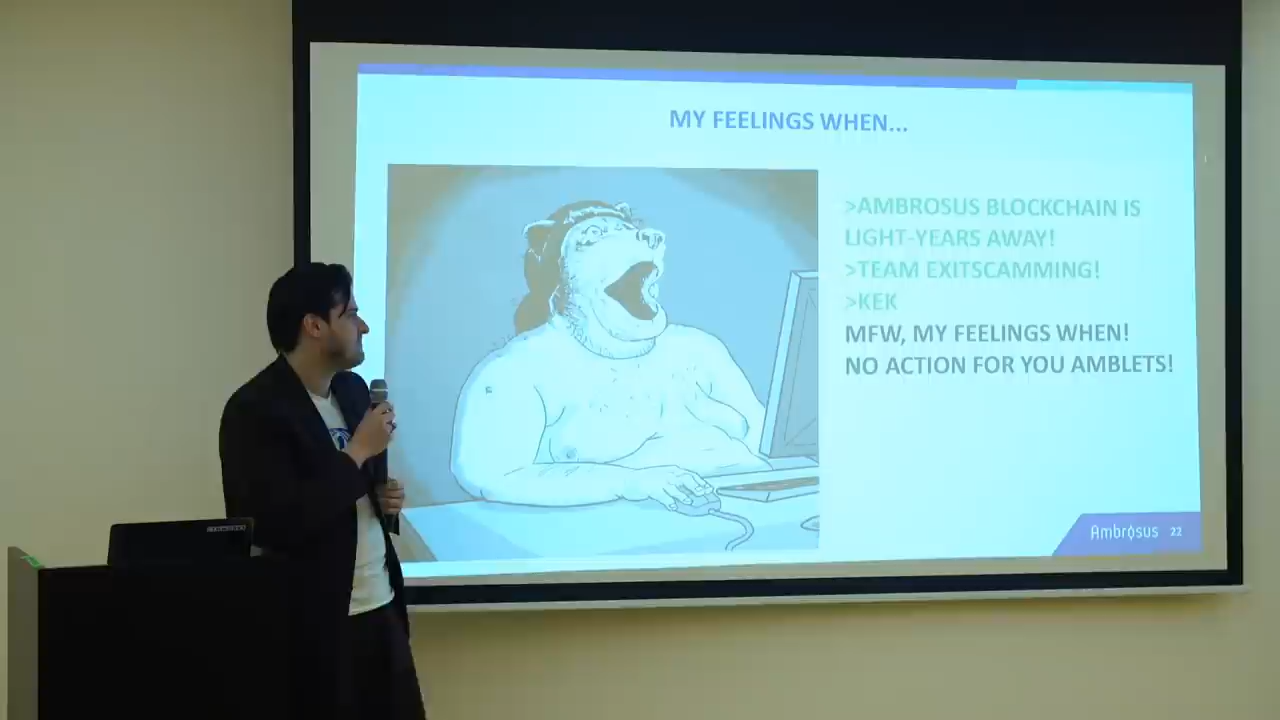 MY FEELINGS WHEN...
>AMBROSUS BLOCKCHAIN IS
LIGHT-YEARS AWAY!
>TEAM EXITSCAMMING!
>KEK
MFW, MY FEELINGS WHEN!
NO ACTION FOR YOU AMBLETS!
Ambrosus 22